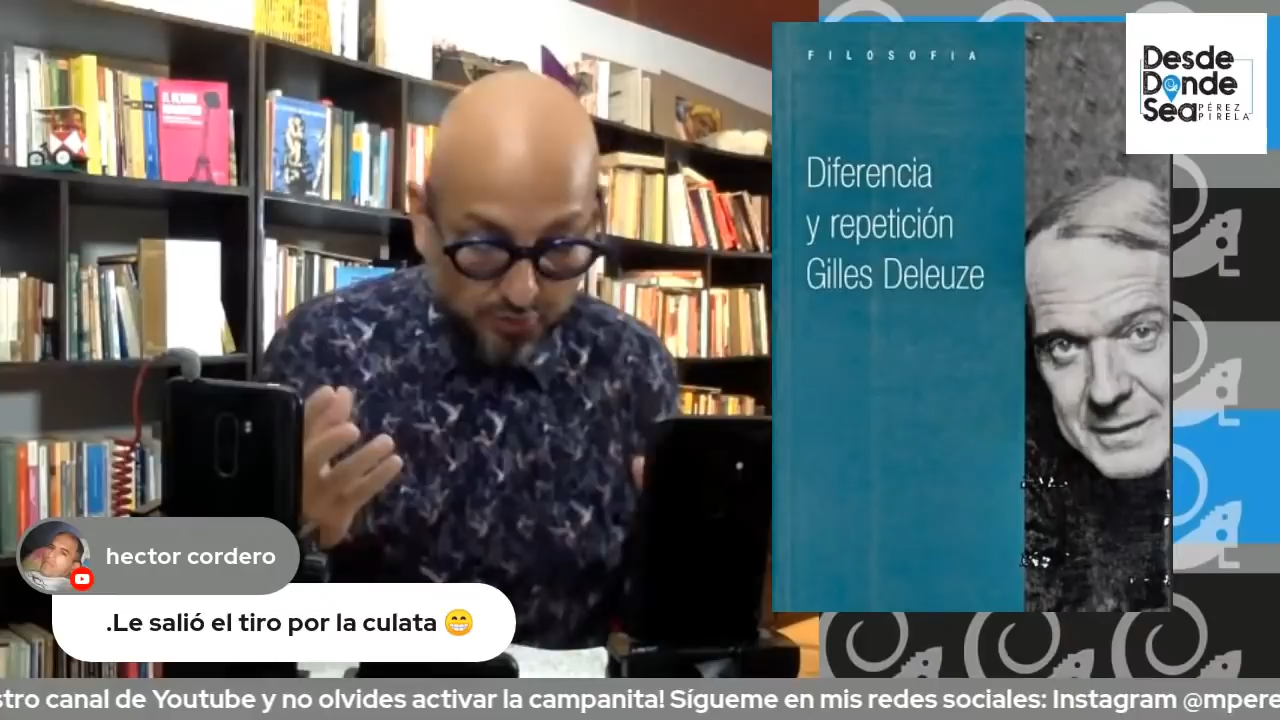 FILOSOFIA
Diferencia
y repetición
Gilles Deleuze
Desde
Donde
Sea
PÉREZ
PIRELA
hector cordero
.Le salió el tiro por la culata 😁
stro canal de Youtube y no olvides activar la campanita! Sígueme en mis redes sociales: Instagram @mpere